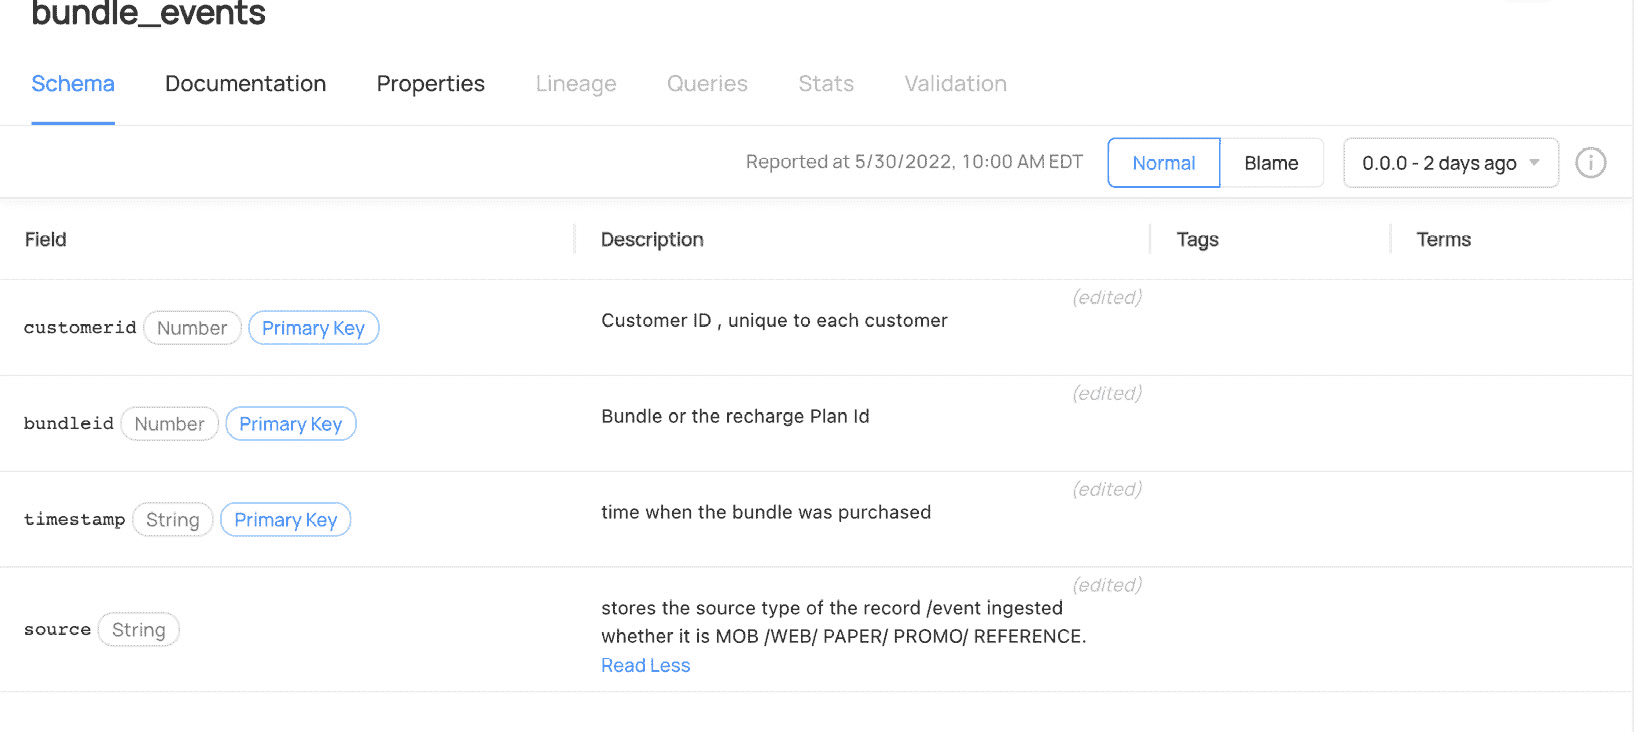 bundle_events
Schema Documentation Properties Lineage Queries Stats Validation
Reported at 5/30/2022, 10:00 AM EDT Normal Blame 0.0.0 - 2 days ago
Field Description Tags Terms
(edited)
customerid Number Primary Key Customer ID , unique to each customer
(edited)
bundleid Number Primary Key Bundle or the recharge Plan Id
(edited)
timestamp String Primary Key time when the bundle was purchased
(edited)
source String stores the source type of the record /event ingested
whether it is MOB /WEB/ PAPER/ PROMO/ REFERENCE.
Read Less